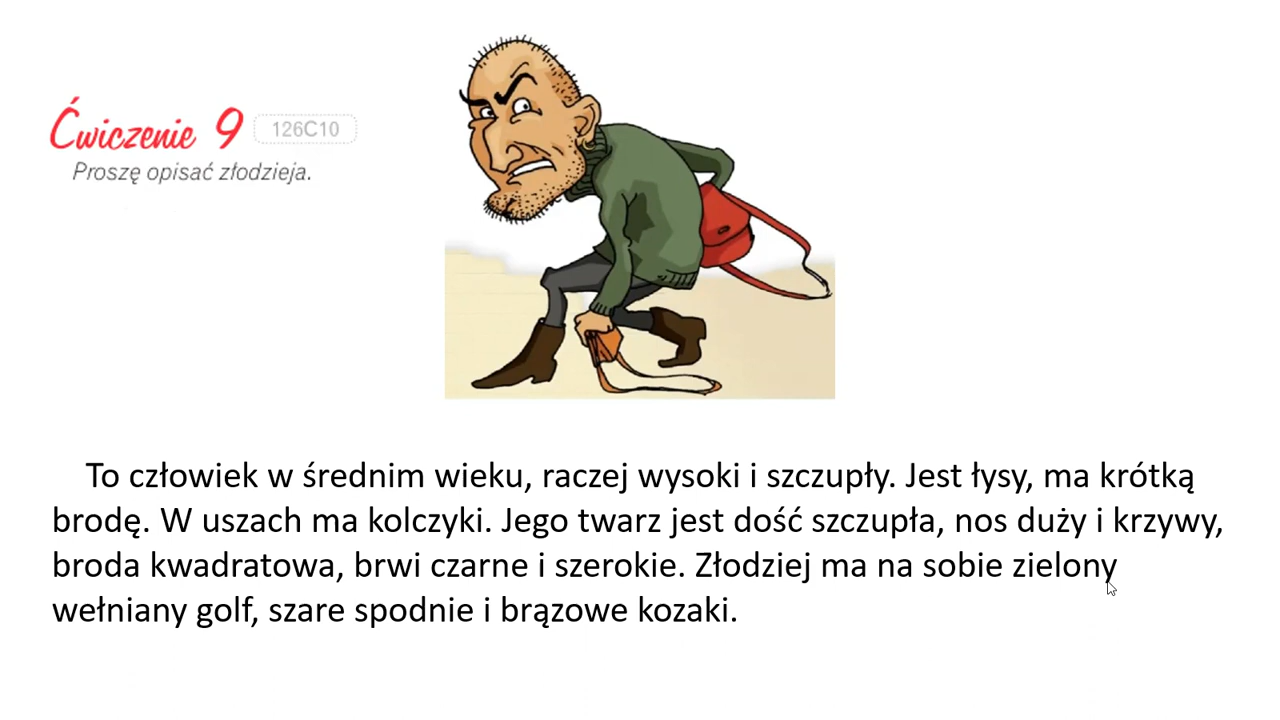 Ćwiczenie 9 126C10
Proszę opisać złodzieja.
To człowiek w średnim wieku, raczej wysoki i szczupły. Jest łysy, ma krótką
brodę. W uszach ma kolczyki. Jego twarz jest dość szczupła, nos duży i krzywy,
broda kwadratowa, brwi czarne i szerokie. Złodziej ma na sobie zielony
wełniany golf, szare spodnie i brązowe kozaki.